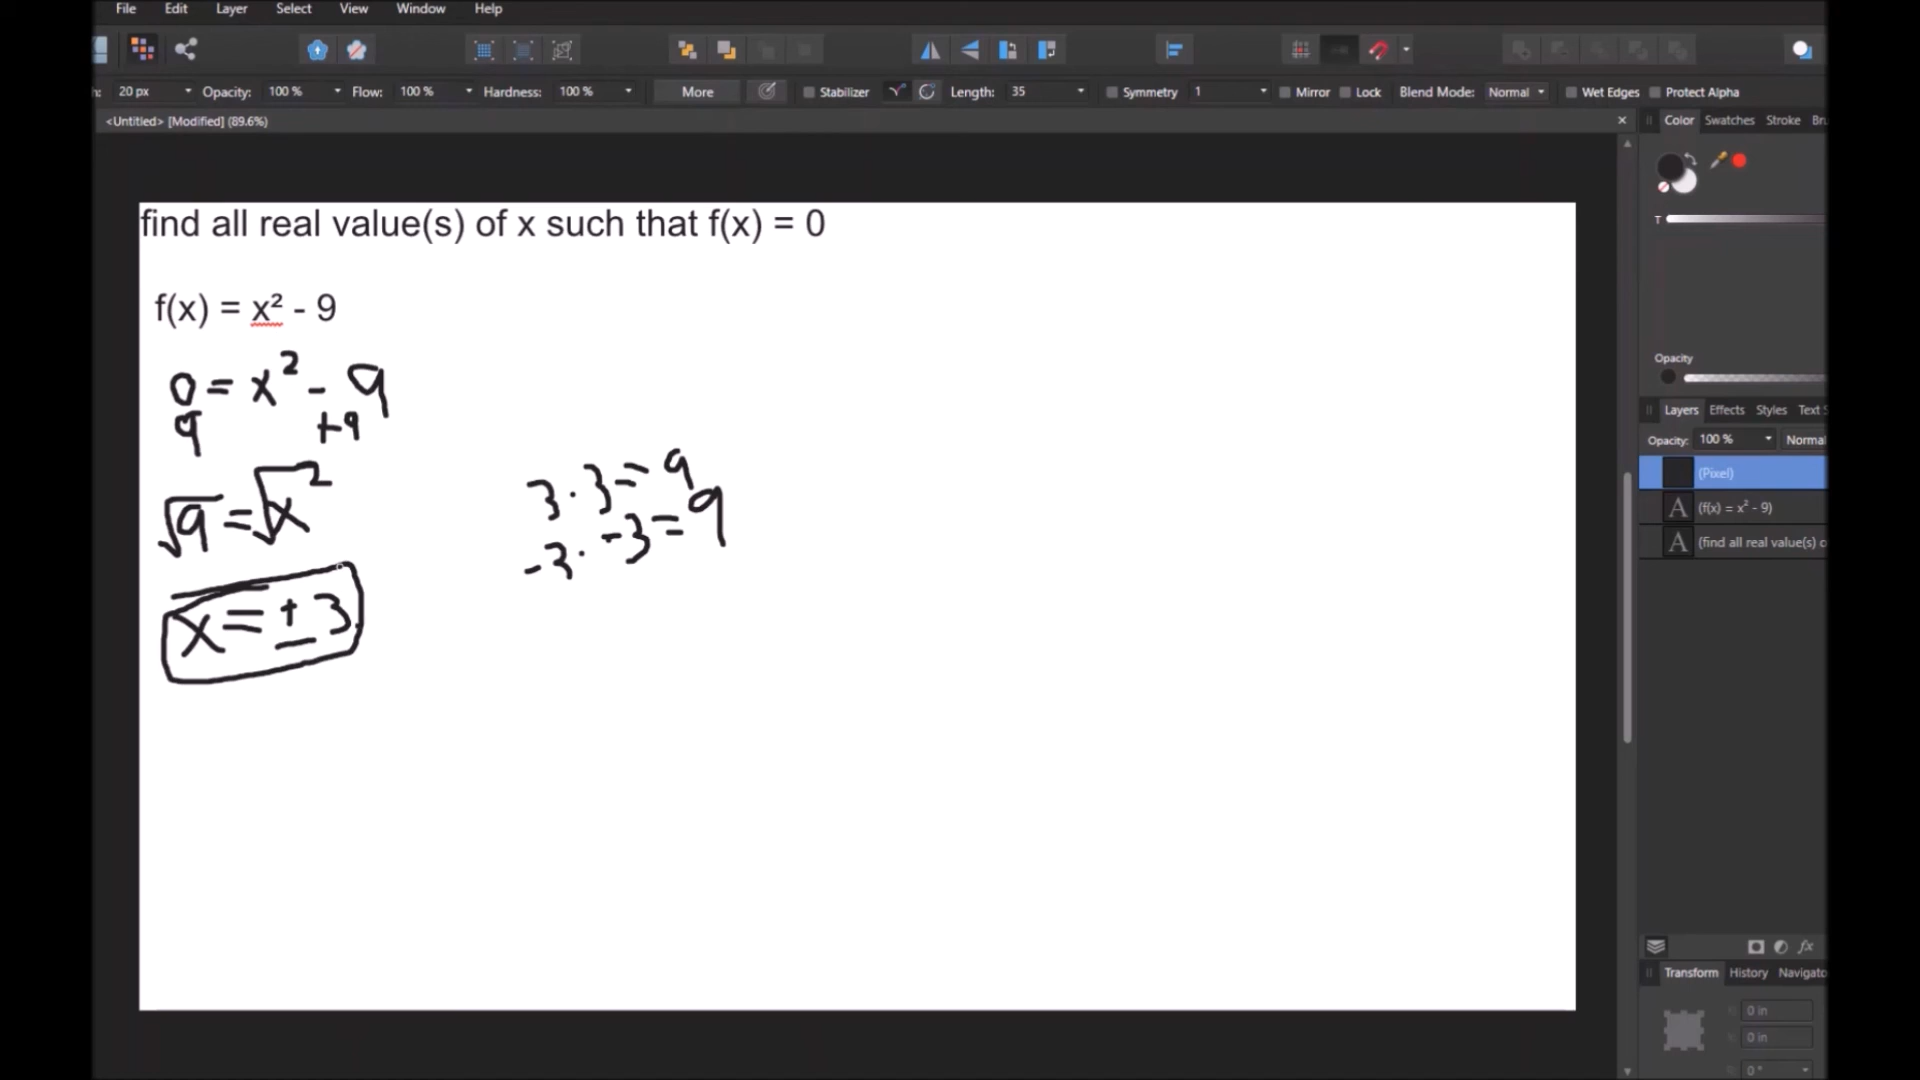 File Edit Layer Select View Window Help
20 px Opacity: 100 % Flow: 100 % Hardness: 100 % More Stabilizer Length: 35 Symmetry 1 Mirror Lock Blend Mode: Normal Wet Edges Protect Alpha
<Untitled> [Modified] (89.6%)
Color Swatches Stroke
find all real value(s) of x such that f(x) = 0
f(x) = x² - 9
0 = x² - 9
9 +9
√9 = √x²
x = ± 3
3 · 3 = 9
-3 · -3 = 9
Opacity
Layers Effects Styles Text
Opacity: 100 % Normal
(Pixel)
A (f(x) = x² - 9)
A (find all real value(s)
fx
Transform History
0 in
0 in
0 °